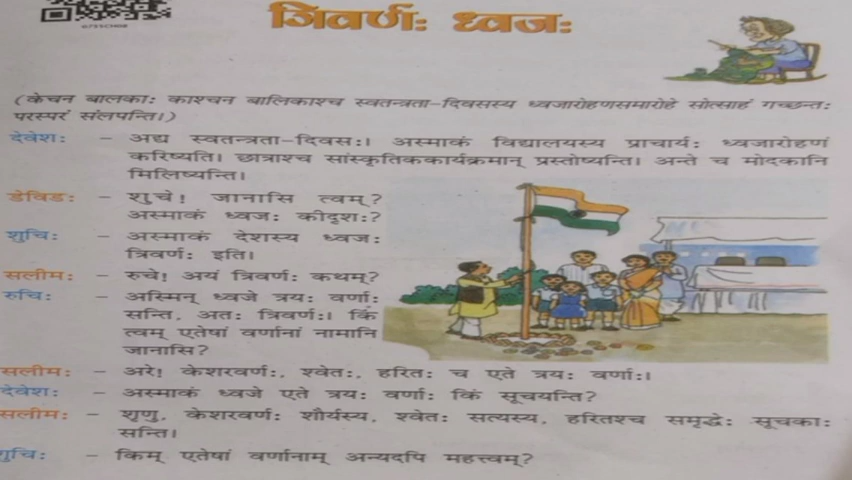 त्रिवर्णः ध्वजः
(केचन बालकाः काश्चन बालिकाश्च स्वतन्त्रता-दिवसस्य ध्वजारोहणसमारोहे सोत्साहं गच्छन्तः
परस्परं संलपन्ति।)
देवेशः – अद्य स्वतन्त्रता-दिवसः। अस्माकं विद्यालयस्य प्राचार्यः ध्वजारोहणं
करिष्यति। छात्राश्च सांस्कृतिककार्यक्रमान् प्रस्तोष्यन्ति। अन्ते च मोदकानि
मिलिष्यन्ति।
डेविडः – शुचे! जानासि त्वम्?
अस्माकं ध्वजः कीदृशः?
शुचिः – अस्माकं देशस्य ध्वजः
त्रिवर्णः इति।
सलीमः – रुचे! अयं त्रिवर्णः कथम्?
रुचिः – अस्मिन् ध्वजे त्रयः वर्णाः
सन्ति, अतः त्रिवर्णः। किं
त्वम् एतेषां वर्णानां नामानि
जानासि?
सलीमः – अरे! केशरवर्णः, श्वेतः, हरितः च एते त्रयः वर्णाः।
देवेशः – अस्माकं ध्वजे एते त्रयः वर्णाः किं सूचयन्ति?
सलीमः – शृणु, केशरवर्णः शौर्यस्य, श्वेतः सत्यस्य, हरितश्च समृद्धेः सूचकाः
सन्ति।
शुचिः – किम् एतेषां वर्णानाम् अन्यदपि महत्त्वम्?